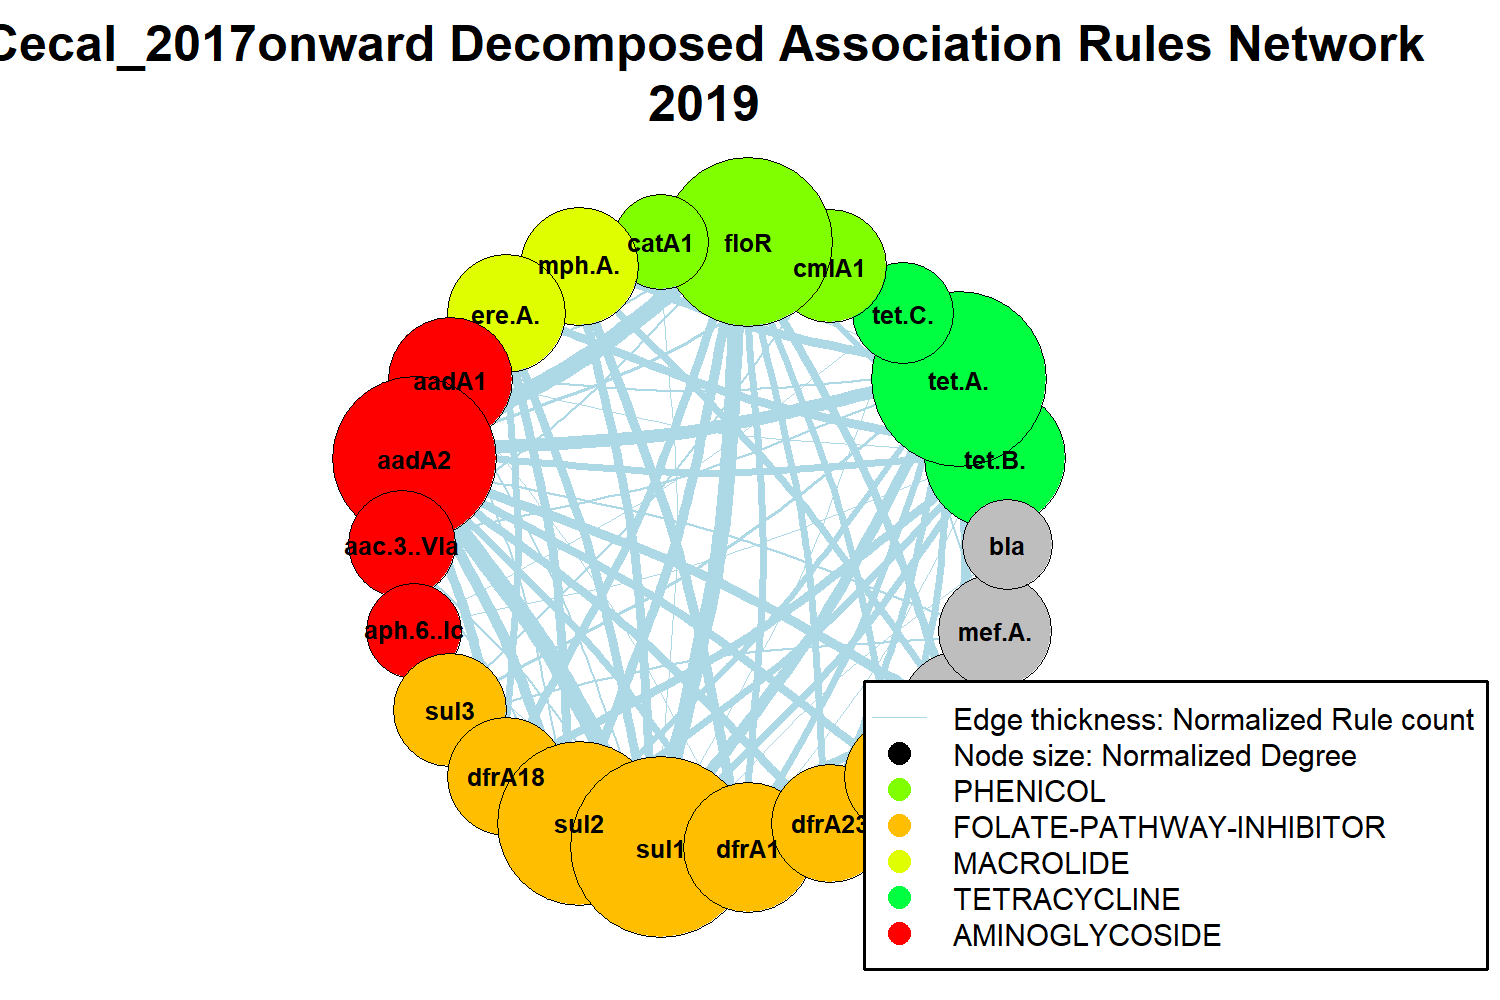 Cecal_2017onward Decomposed Association Rules Network
2019
floR
catA1
cmlA1
mph.A.
ere.A.
tet.C.
aadA1
tet.A.
aadA2
tet.B.
aac.3..VIa
bla
aph.6..Ic
mef.A.
sul3
dfrA18
sul2
sul1
dfrA1
dfrA23
Edge thickness: Normalized Rule count
Node size: Normalized Degree
PHENICOL
FOLATE-PATHWAY-INHIBITOR
MACROLIDE
TETRACYCLINE
AMINOGLYCOSIDE